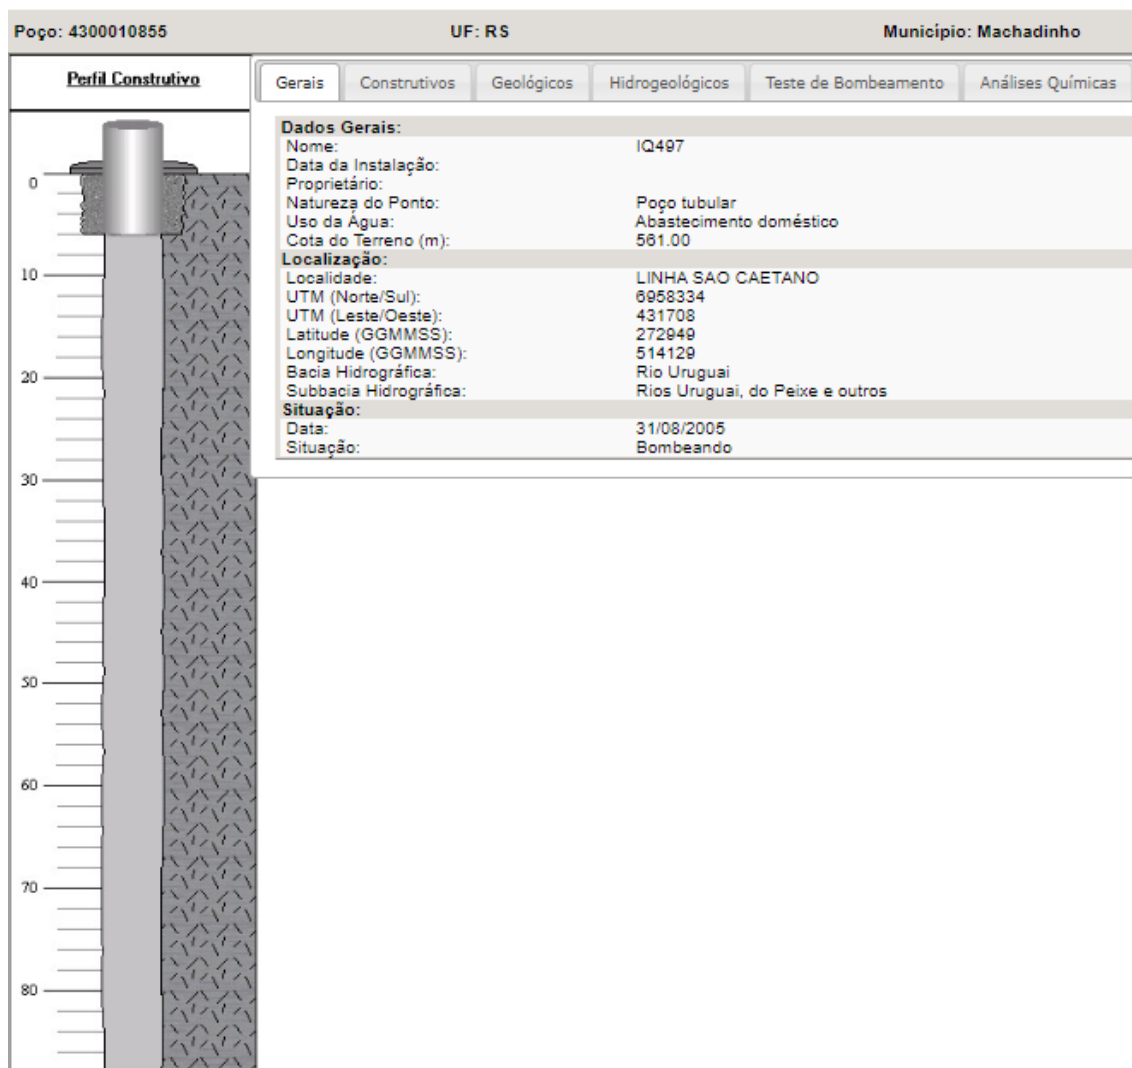 Poço: 4300010855 UF: RS Município: Machadinho
Perfil Construtivo
Gerais Construtivos Geológicos Hidrogeológicos Teste de Bombeamento Análises Químicas
Dados Gerais:
Nome: IQ497
Data da Instalação:
Proprietário:
Natureza do Ponto: Poço tubular
Uso da Água: Abastecimento doméstico
Cota do Terreno (m): 561.00
Localização:
Localidade: LINHA SAO CAETANO
UTM (Norte/Sul): 6958334
UTM (Leste/Oeste): 431708
Latitude (GGMMSS): 272949
Longitude (GGMMSS): 514129
Bacia Hidrográfica: Rio Uruguai
Subbacia Hidrográfica: Rios Uruguai, do Peixe e outros
Situação:
Data: 31/08/2005
Situação: Bombeando
0
10
20
30
40
50
60
70
80